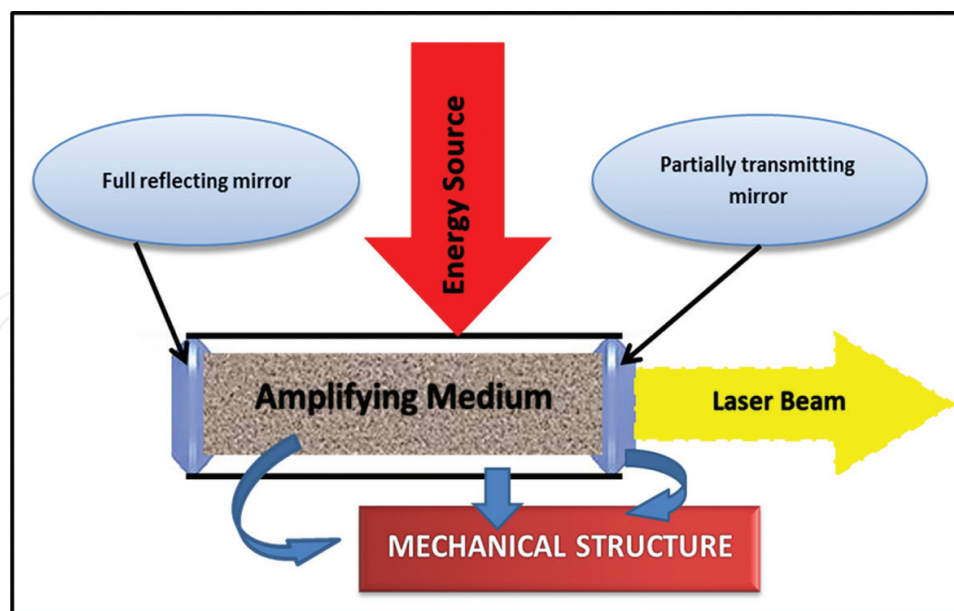 Energy Source
Full reflecting mirror
Partially transmitting
mirror
Amplifying Medium
Laser Beam
MECHANICAL STRUCTURE